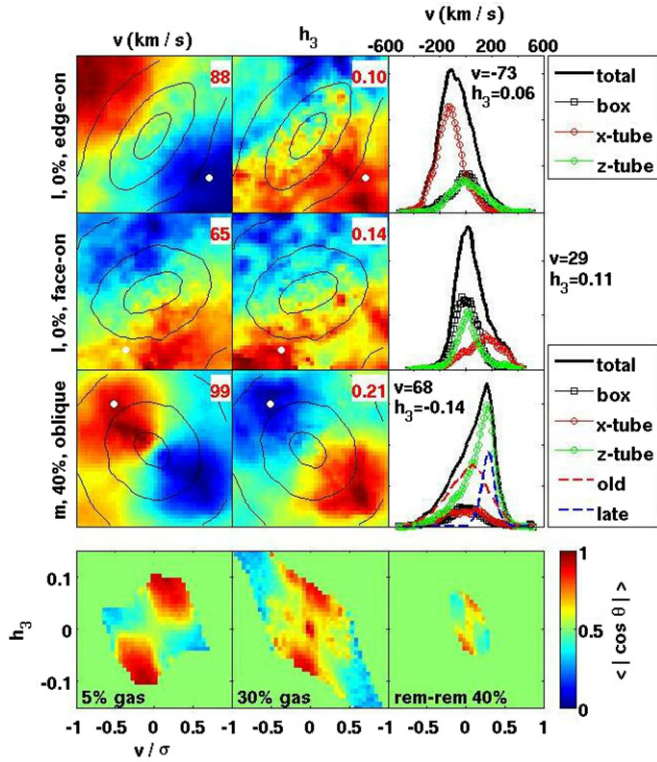 v (km / s)
h3
v (km / s)
-600 -200 200 600
l, 0%, edge-on
88
0.10
v=-73
h3=0.06
total
box
x-tube
z-tube
l, 0%, face-on
65
0.14
v=29
h3=0.11
m, 40%, oblique
99
0.21
v=68
h3=-0.14
total
box
x-tube
z-tube
old
late
h3
0.1
0
-0.1
5% gas
30% gas
rem-rem 40%
1
0.5
0
< | cos θ | >
-1 -0.5 0 0.5 -1 -0.5 0 0.5 -1 -0.5 0 0.5 1
v / σ